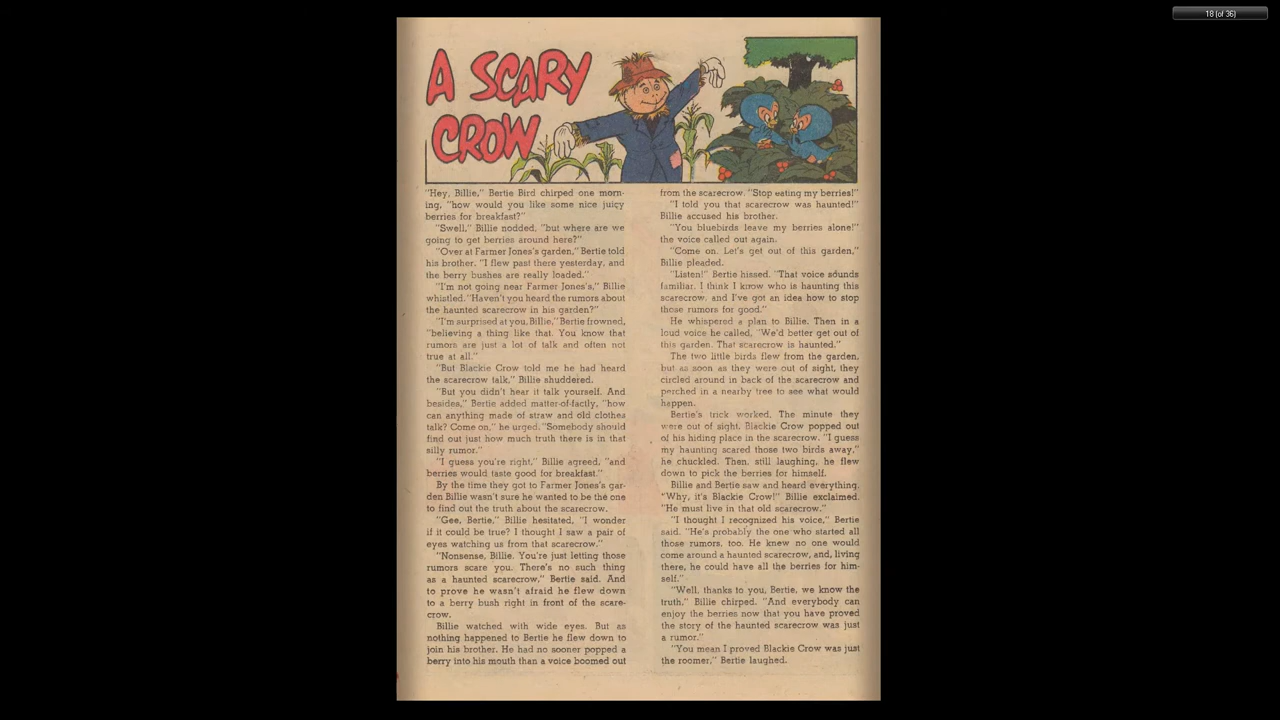 18 (of 36)
A SCARY
CROW
"Hey, Billie," Bertie Bird chirped one morn-
ing, "how would you like some nice juicy
berries for breakfast?"
"Swell," Billie nodded, "but where are we
going to get berries around here?"
"Over at Farmer Jones's garden," Bertie told
his brother. "I flew past there yesterday, and
the berry bushes are really loaded."
"I'm not going near Farmer Jones's," Billie
whistled. "Haven't you heard the rumors about
the haunted scarecrow in his garden?"
"I'm surprised at you, Billie," Bertie frowned,
"believing a thing like that. You know that
rumors are just a lot of talk and often not
true at all."
"But Blackie Crow told me he had heard
the scarecrow talk," Billie shuddered.
"But you didn't hear it talk yourself. And
besides," Bertie added matter-of-factly, "how
can anything made of straw and old clothes
talk? Come on," he urged. "Somebody should
find out just how much truth there is in that
silly rumor."
"I guess you're right," Billie agreed, "and
berries would taste good for breakfast."
By the time they got to Farmer Jones's gar-
den Billie wasn't sure he wanted to be the one
to find out the truth about the scarecrow.
"Gee, Bertie," Billie hesitated, "I wonder
if it could be true? I thought I saw a pair of
eyes watching us from that scarecrow."
"Nonsense, Billie. You're just letting those
rumors scare you. There's no such thing
as a haunted scarecrow," Bertie said. And
to prove he wasn't afraid he flew down
to a berry bush right in front of the scare-
crow.
Billie watched with wide eyes. But as
nothing happened to Bertie he flew down to
join his brother. He had no sooner popped a
berry into his mouth than a voice boomed out
from the scarecrow. "Stop eating my berries!"
"I told you that scarecrow was haunted!"
Billie accused his brother.
"You bluebirds leave my berries alone!"
the voice called out again.
"Come on. Let's get out of this garden,"
Billie pleaded.
"Listen!" Bertie hissed. "That voice sounds
familiar. I think I know who is haunting this
scarecrow, and I've got an idea how to stop
those rumors for good."
He whispered a plan to Billie. Then in a
loud voice he called, "We'd better get out of
this garden. That scarecrow is haunted."
The two little birds flew from the garden,
but as soon as they were out of sight, they
circled around in back of the scarecrow and
perched in a nearby tree to see what would
happen.
Bertie's trick worked. The minute they
were out of sight, Blackie Crow popped out
of his hiding place in the scarecrow. "I guess
my haunting scared those two birds away,"
he chuckled. Then, still laughing, he flew
down to pick the berries for himself.
Billie and Bertie saw and heard everything.
"Why, it's Blackie Crow!" Billie exclaimed.
"He must live in that old scarecrow."
"I thought I recognized his voice," Bertie
said. "He's probably the one who started all
those rumors, too. He knew no one would
come around a haunted scarecrow, and, living
there, he could have all the berries for him-
self."
"Well, thanks to you, Bertie, we know the
truth," Billie chirped. "And everybody can
enjoy the berries now that you have proved
the story of the haunted scarecrow was just
a rumor."
"You mean I proved Blackie Crow was just
the roomer," Bertie laughed.